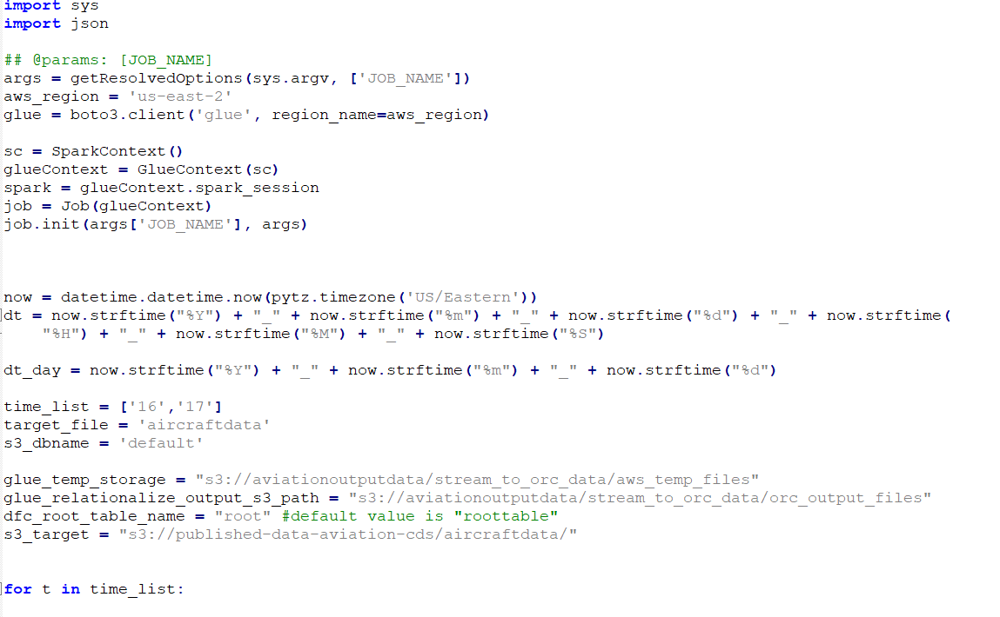 import sys
import json
## @params: [JOB_NAME]
args = getResolvedOptions(sys.argv, ['JOB_NAME'])
aws_region = 'us-east-2'
glue = boto3.client('glue', region_name=aws_region)
sc = SparkContext()
glueContext = GlueContext(sc)
spark = glueContext.spark_session
job = Job(glueContext)
job.init(args['JOB_NAME'], args)
now = datetime.datetime.now(pytz.timezone('US/Eastern'))
dt = now.strftime("%Y") + "_" + now.strftime("%m") + "_" + now.strftime("%d") + "_" + now.strftime(
    "%H") + "_" + now.strftime("%M") + "_" + now.strftime("%S")
dt_day = now.strftime("%Y") + "_" + now.strftime("%m") + "_" + now.strftime("%d")
time_list = ['16','17']
target_file = 'aircraftdata'
s3_dbname = 'default'
glue_temp_storage = "s3://aviationoutputdata/stream_to_orc_data/aws_temp_files"
glue_relationalize_output_s3_path = "s3://aviationoutputdata/stream_to_orc_data/orc_output_files"
dfc_root_table_name = "root" #default value is "roottable"
s3_target = "s3://published-data-aviation-cds/aircraftdata/"
for t in time_list: